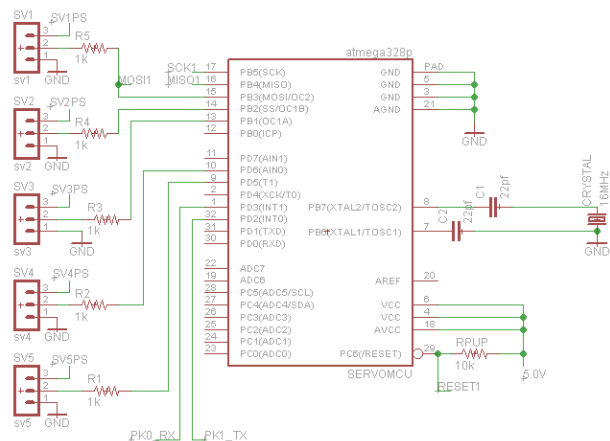 SV1
SV1PS
3
2
1
R5
1k
GND
sv1
SV2
SV2PS
3
2
1
R4
1k
GND
sv2
SV3
SV3PS
3
2
1
R3
1k
GND
sv3
SV4
SV4PS
3
2
1
R2
1k
GND
sv4
SV5
SV5PS
3
2
1
R1
1k
GND
sv5
SCK1
MOSI1
MISO1
PK0_RX
PK1_TX
atmega328p
17 PB5(SCK)
16 PB4(MISO)
15 PB3(MOSI/OC2)
14 PB2(SS/OC1B)
13 PB1(OC1A)
12 PB0(ICP)
11 PD7(AIN1)
10 PD6(AIN0)
9 PD5(T1)
2 PD4(XCK/T0)
1 PD3(INT1)
32 PD2(INT0)
31 PD1(TXD)
30 PD0(RXD)
22 ADC7
19 ADC6
28 PC5(ADC5/SCL)
27 PC4(ADC4/SDA)
26 PC3(ADC3)
25 PC2(ADC2)
24 PC1(ADC1)
23 PC0(ADC0)
GND PAD
GND 5
GND 3
AGND 21
GND
PB7(XTAL2/TOSC2) 8
PB6(XTAL1/TOSC1) 7
C1
22pf
C2
22pf
CRYSTAL
16MHz
GND
AREF 20
VCC 6
VCC 4
AVCC 18
PC6(/RESET) 29
RPUP
10k
5.0V
RESET1
SERVOMCU